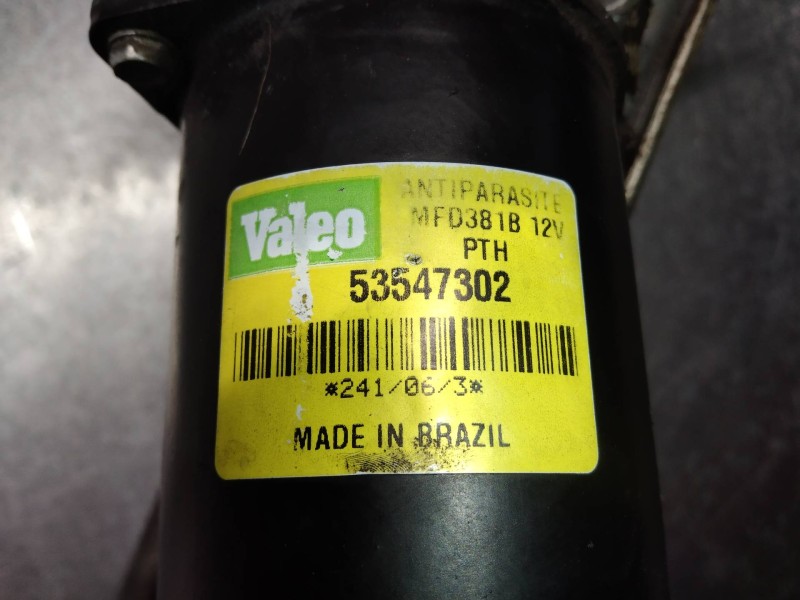 Valeo
ANTIPARASITE
MFD381B 12V
PTH
53547302
*241/06/3*
MADE IN BRAZIL